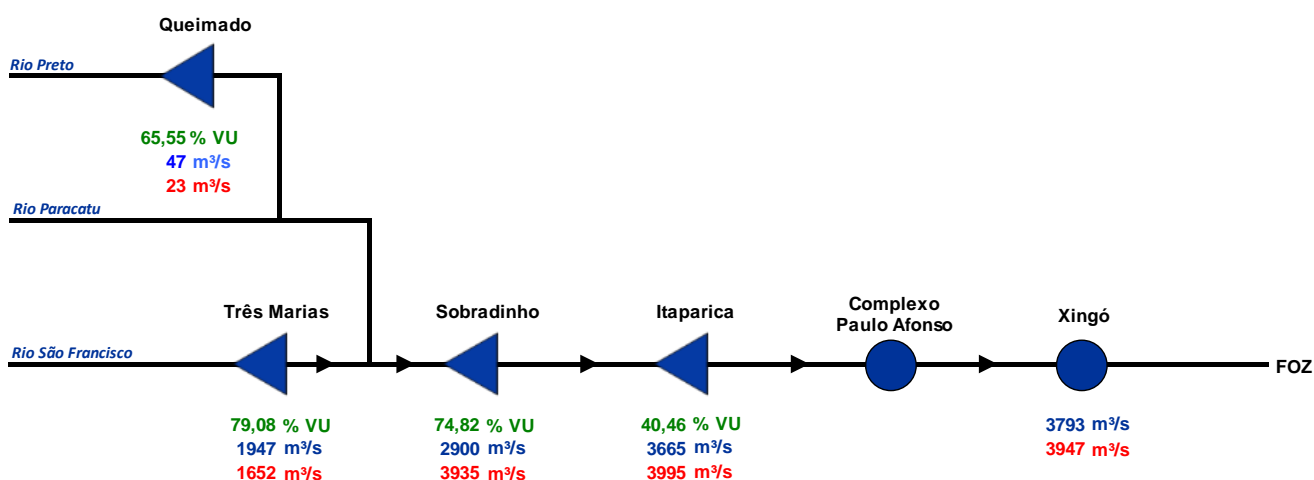 Queimado
Rio Preto
65,55 % VU
47 m³/s
23 m³/s
Rio Paracatu
Três Marias
Sobradinho
Itaparica
Complexo
Paulo Afonso
Xingó
Rio São Francisco
FOZ
79,08 % VU
1947 m³/s
1652 m³/s
74,82 % VU
2900 m³/s
3935 m³/s
40,46 % VU
3665 m³/s
3995 m³/s
3793 m³/s
3947 m³/s